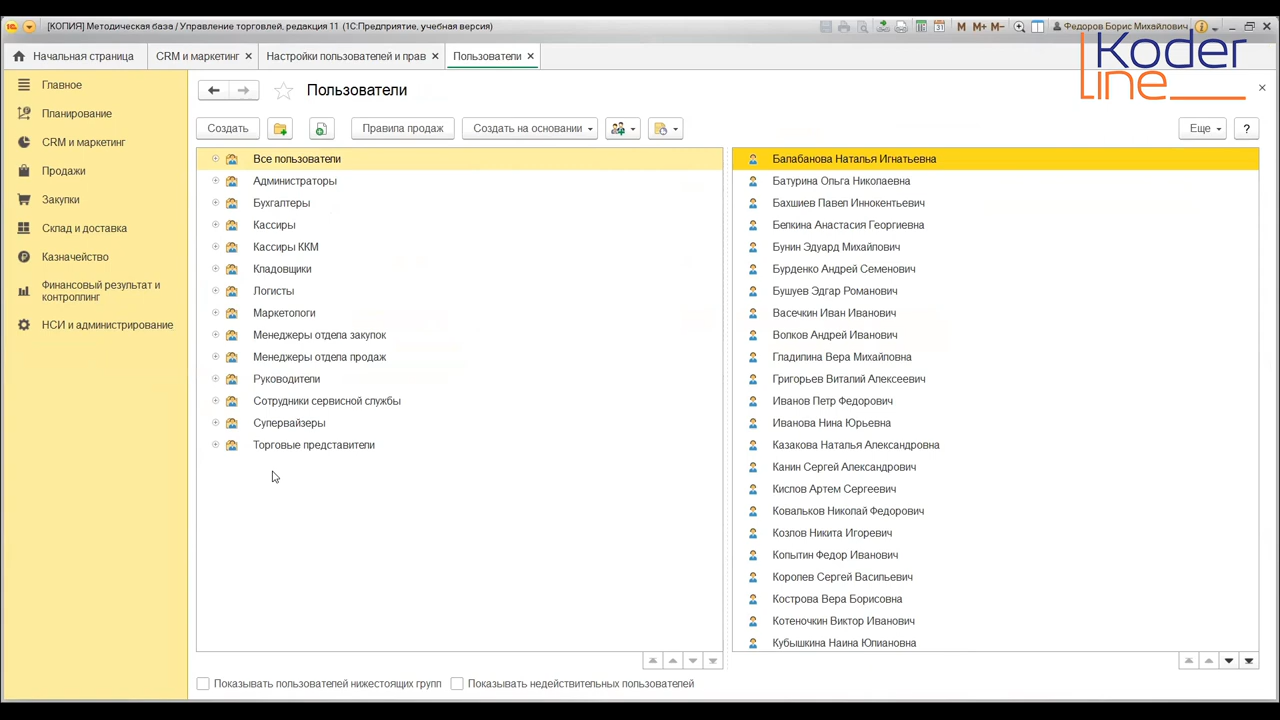 [КОПИЯ] Методическая база / Управление торговлей, редакция 11 (1С:Предприятие, учебная версия)
M M+ M-
Федоров Борис Михайлович
Koder
line
Начальная страница
CRM и маркетинг
Настройки пользователей и прав
Пользователи
Главное
Планирование
CRM и маркетинг
Продажи
Закупки
Склад и доставка
Казначейство
Финансовый результат и
контроллинг
НСИ и администрирование
Пользователи
Создать
Правила продаж
Создать на основании
Еще
?
Все пользователи
Администраторы
Бухгалтеры
Кассиры
Кассиры ККМ
Кладовщики
Логисты
Маркетологи
Менеджеры отдела закупок
Менеджеры отдела продаж
Руководители
Сотрудники сервисной службы
Супервайзеры
Торговые представители
Балабанова Наталья Игнатьевна
Батурина Ольга Николаевна
Бахшиев Павел Иннокентьевич
Белкина Анастасия Георгиевна
Бунин Эдуард Михайлович
Бурденко Андрей Семенович
Бушуев Эдгар Романович
Васечкин Иван Иванович
Волков Андрей Иванович
Гладилина Вера Михайловна
Григорьев Виталий Алексеевич
Иванов Петр Федорович
Иванова Нина Юрьевна
Казакова Наталья Александровна
Канин Сергей Александрович
Кислов Артем Сергеевич
Ковальков Николай Федорович
Козлов Никита Игоревич
Копытин Федор Иванович
Королев Сергей Васильевич
Кострова Вера Борисовна
Котеночкин Виктор Иванович
Кубышкина Наина Юлиановна
Показывать пользователей нижестоящих групп
Показывать недействительных пользователей